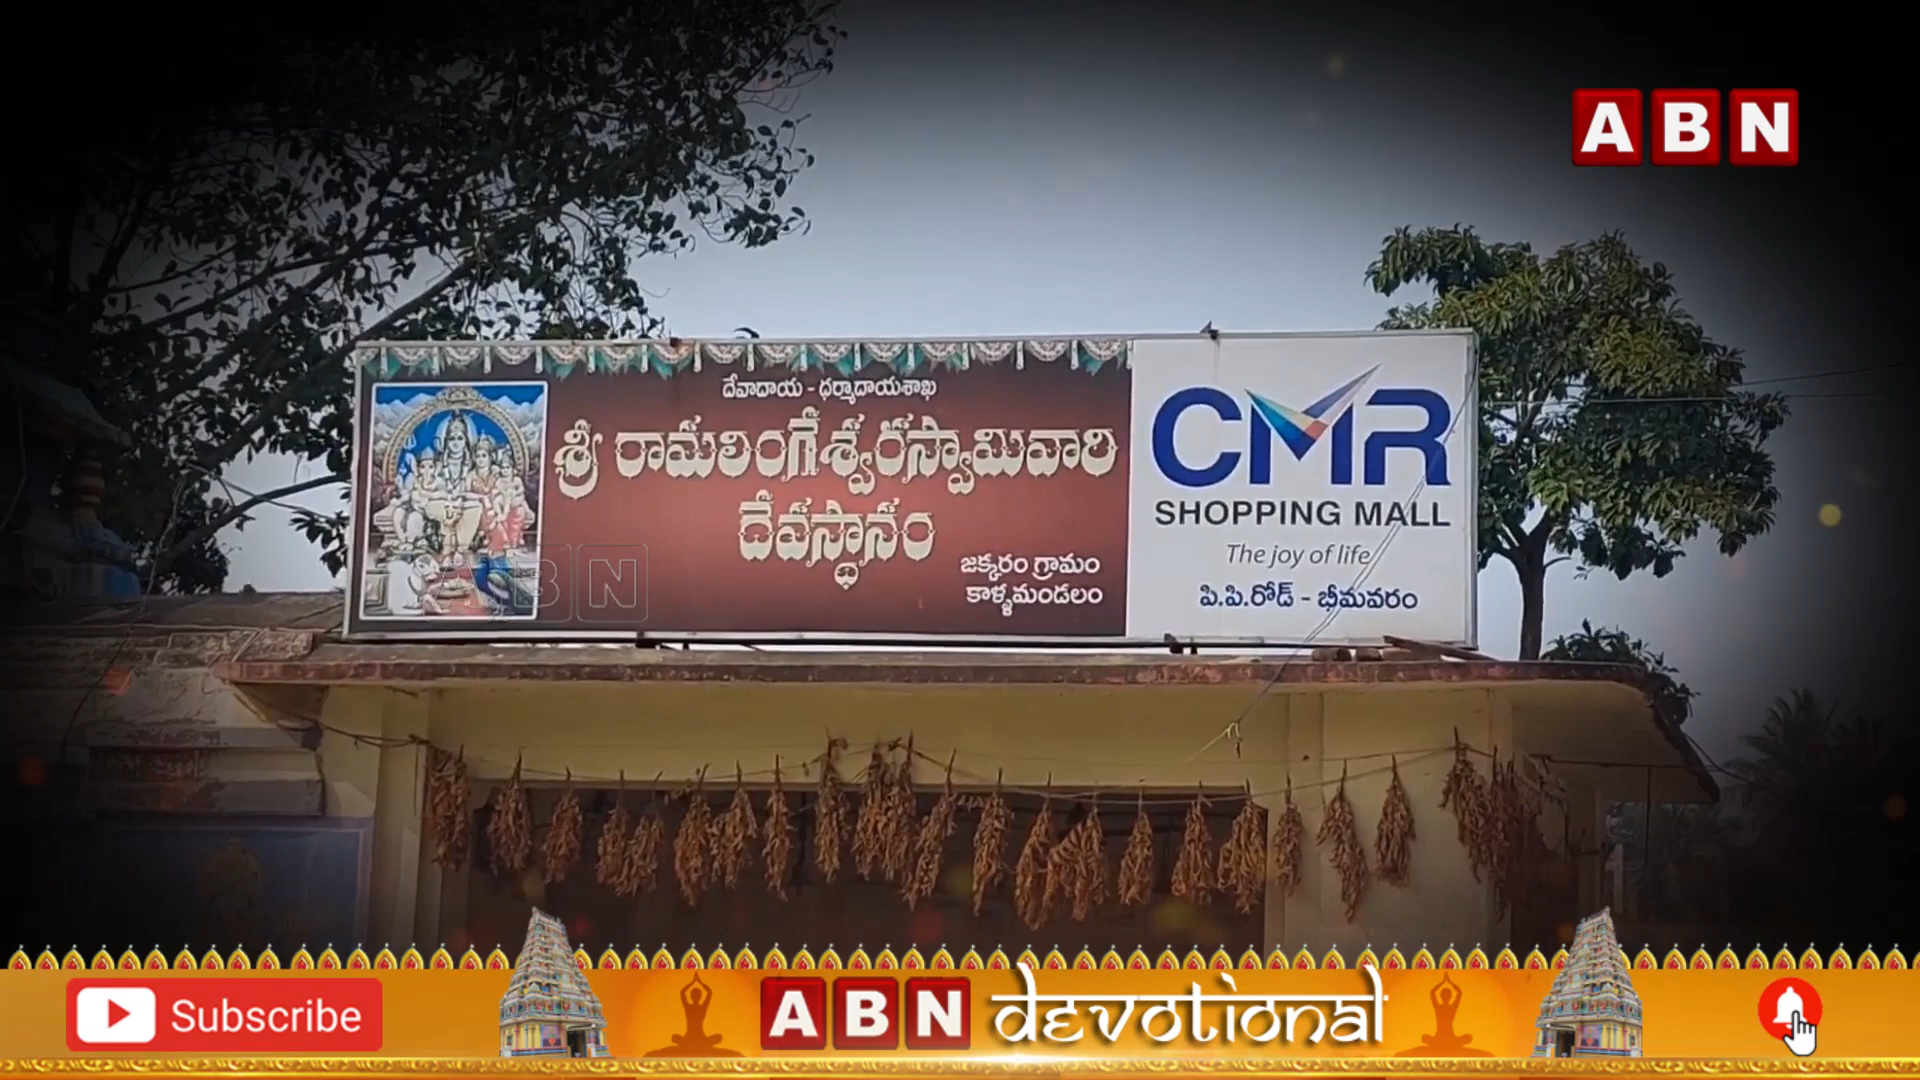 ABN
దేవాదాయ - ధర్మాదాయశాఖ
శ్రీ రామలింగేశ్వరస్వామివారి
దేవస్థానం
జక్కరం గ్రామం
కాళ్ళమండలం
CMR
SHOPPING MALL
The joy of life
పి.పి.రోడ్ - భీమవరం
ABN
Subscribe
ABN devotional